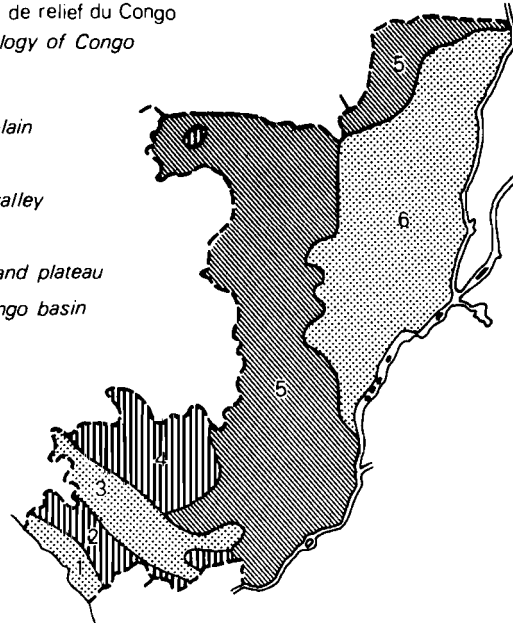 de relief du Congo
logy of Congo
lain
alley
and plateau
ngo basin
5
6
5
4
3
2
1